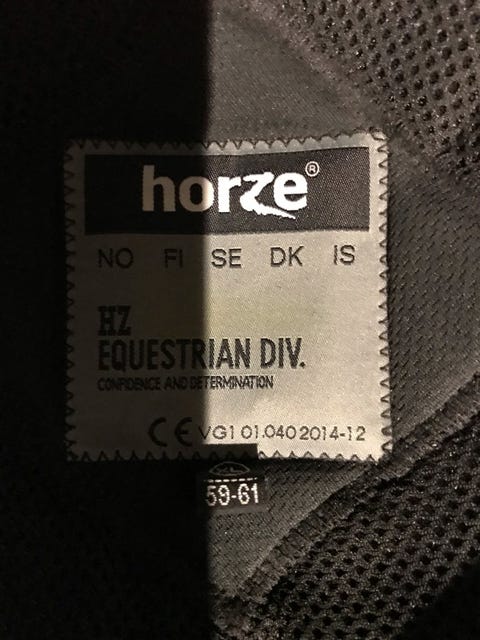 horze®
NO FI SE DK IS
HZ
EQUESTRIAN DIV.
CONFIDENCE AND DETERMINATION
CE VG1 01.040 2014-12
59-61